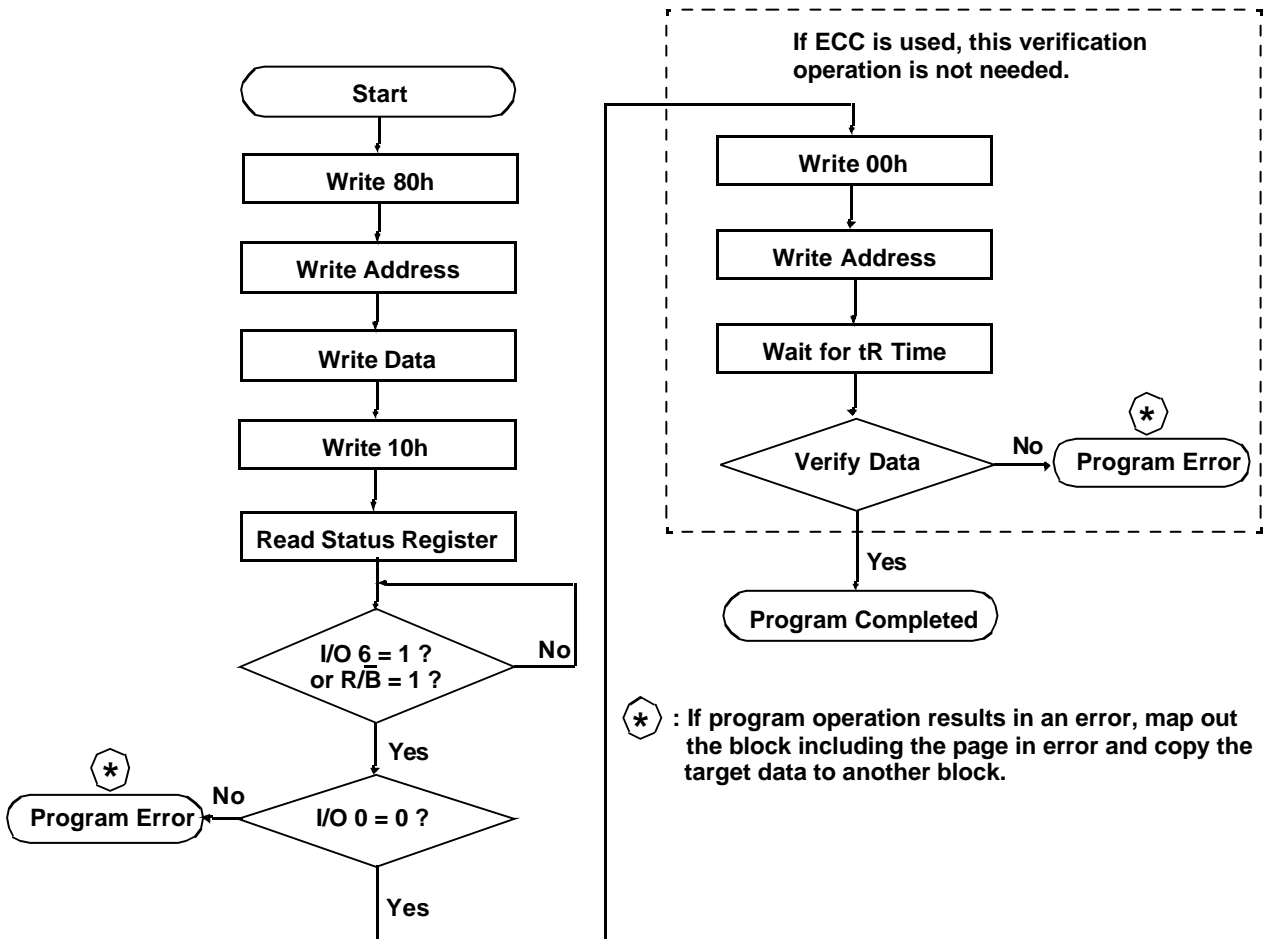 Start
Write 80h
Write Address
Write Data
Write 10h
Read Status Register
I/O 6 = 1 ?
or R/B̅ = 1 ?
No
Yes
*
No
Program Error
I/O 0 = 0 ?
Yes
If ECC is used, this verification
operation is not needed.
Write 00h
Write Address
Wait for tR Time
*
Verify Data
No
Program Error
Yes
Program Completed
* : If program operation results in an error, map out
the block including the page in error and copy the
target data to another block.